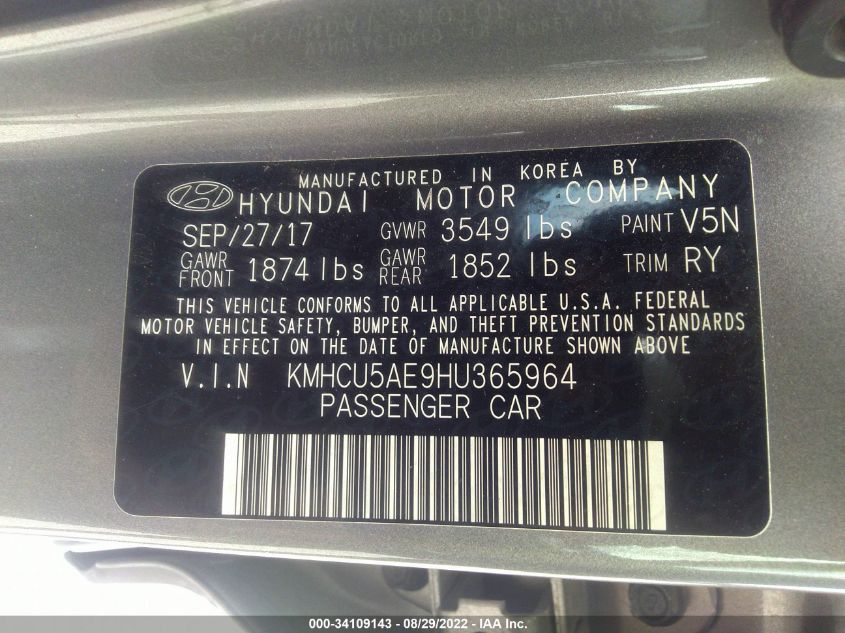 MANUFACTURED IN KOREA BY
HYUNDAI MOTOR COMPANY
SEP/27/17 GVWR 3549 lbs PAINT V5N
GAWR FRONT 1874 lbs GAWR REAR 1852 lbs TRIM RY
THIS VEHICLE CONFORMS TO ALL APPLICABLE U.S.A. FEDERAL
MOTOR VEHICLE SAFETY, BUMPER, AND THEFT PREVENTION STANDARDS
IN EFFECT ON THE DATE OF MANUFACTURE SHOWN ABOVE
V.I.N KMHCU5AE9HU365964
PASSENGER CAR
000-34109143 - 08/29/2022 - IAA Inc.